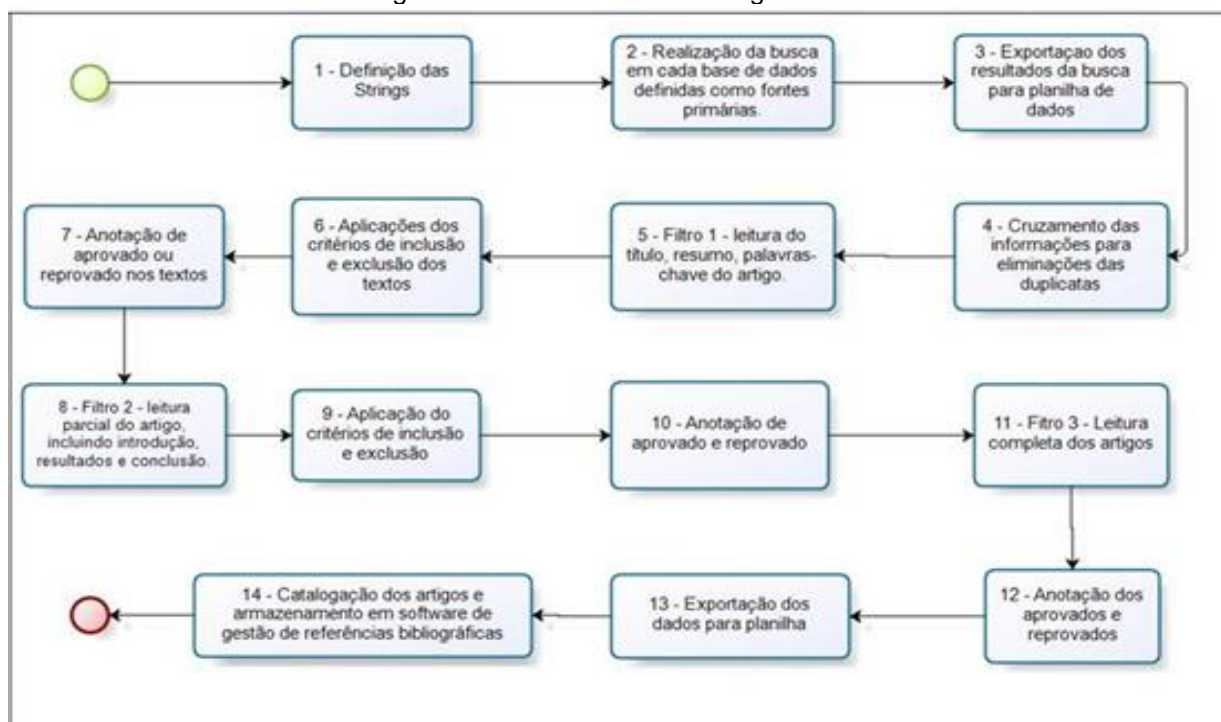 1 - Definição das
Strings
2 - Realização da busca
em cada base de dados
definidas como fontes
primárias.
3 - Exportaçao dos
resultados da busca
para planilha de
dados
4 - Cruzamento das
informações para
eliminações das
duplicatas
5 - Filtro 1 - leitura do
título, resumo, palavras-
chave do artigo.
6 - Aplicações dos
critérios de inclusão
e exclusão dos
textos
7 - Anotação de
aprovado ou
reprovado nos textos
8 - Filtro 2 - leitura
parcial do artigo,
incluindo introdução,
resultados e conclusão.
9 - Aplicação do
critérios de inclusão
e exclusão
10 - Anotação de
aprovado e reprovado
11 - Fitro 3 - Leitura
completa dos artigos
12 - Anotação dos
aprovados e
reprovados
13 - Exportação dos
dados para planilha
14 - Catalogação dos artigos e
armazenamento em software de
gestão de referências bibliográficas